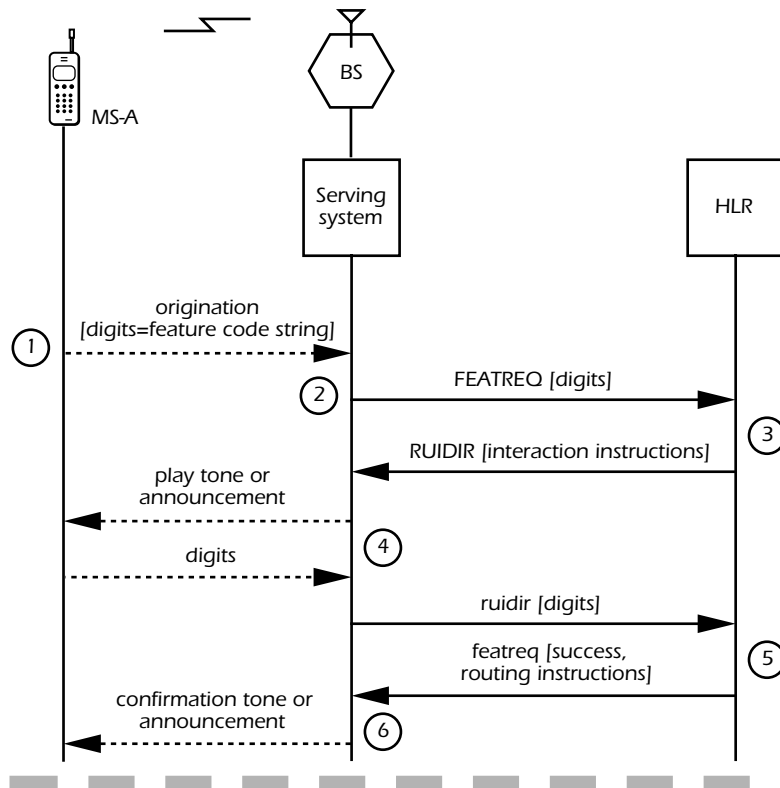 BS
MS-A
Serving
system
HLR
origination
[digits=feature code string]
1
2
FEATREQ [digits]
3
RUIDIR [interaction instructions]
play tone or
announcement
4
digits
ruidir [digits]
featreq [success,
routing instructions]
5
confirmation tone or
announcement
6